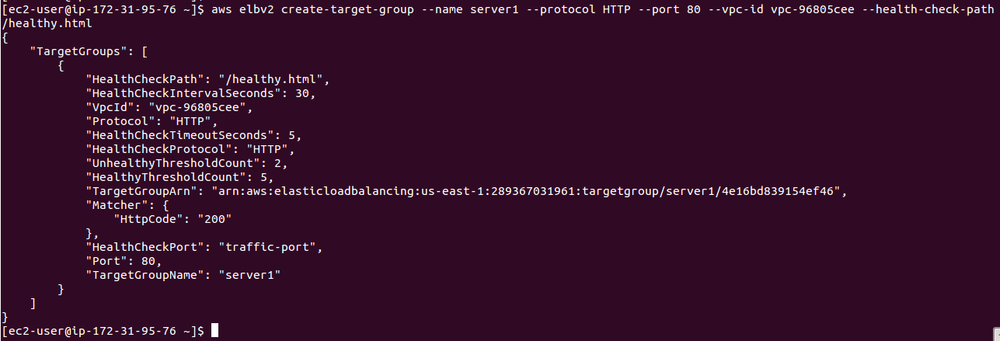 [ec2-user@ip-172-31-95-76 ~]$ aws elbv2 create-target-group --name server1 --protocol HTTP --port 80 --vpc-id vpc-96805cee --health-check-path
/healthy.html
{
    "TargetGroups": [
        {
            "HealthCheckPath": "/healthy.html",
            "HealthCheckIntervalSeconds": 30,
            "VpcId": "vpc-96805cee",
            "Protocol": "HTTP",
            "HealthCheckTimeoutSeconds": 5,
            "HealthCheckProtocol": "HTTP",
            "UnhealthyThresholdCount": 2,
            "HealthyThresholdCount": 5,
            "TargetGroupArn": "arn:aws:elasticloadbalancing:us-east-1:289367031961:targetgroup/server1/4e16bd839154ef46",
            "Matcher": {
                "HttpCode": "200"
            },
            "HealthCheckPort": "traffic-port",
            "Port": 80,
            "TargetGroupName": "server1"
        }
    ]
}
[ec2-user@ip-172-31-95-76 ~]$